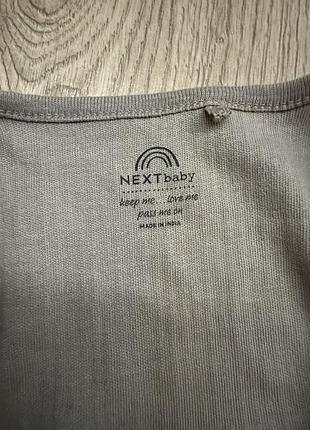 NEXTbaby
keep me... love me
pass me on
MADE IN INDIA